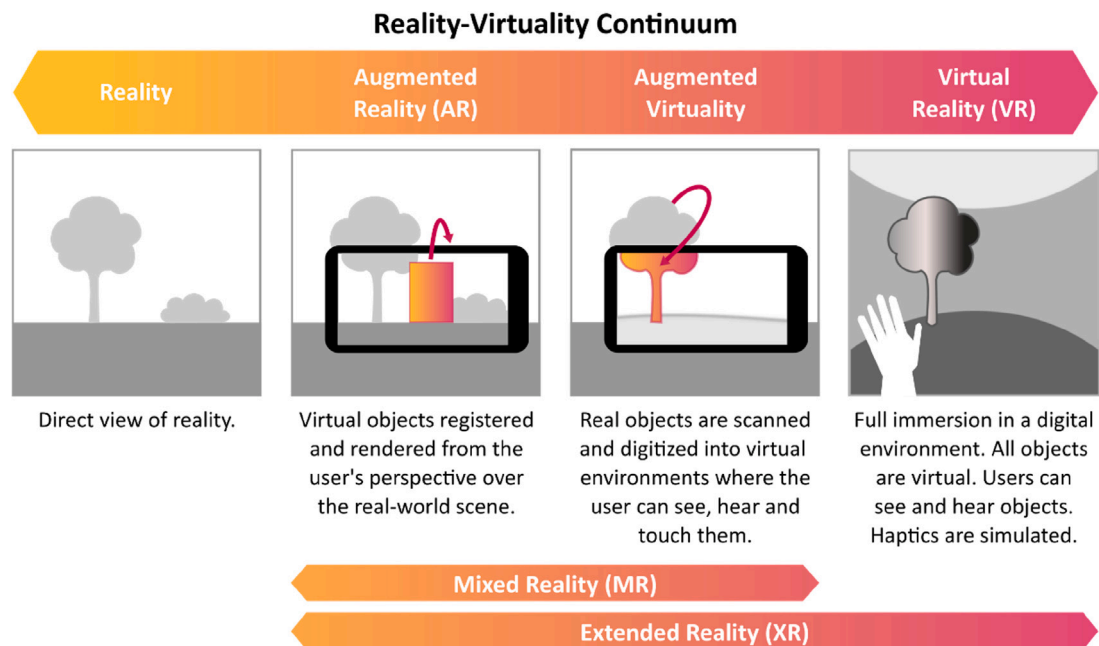 Reality-Virtuality Continuum
Reality
Augmented
Reality (AR)
Augmented
Virtuality
Virtual
Reality (VR)
Direct view of reality.
Virtual objects registered
and rendered from the
user's perspective over
the real-world scene.
Real objects are scanned
and digitized into virtual
environments where the
user can see, hear and
touch them.
Full immersion in a digital
environment. All objects
are virtual. Users can
see and hear objects.
Haptics are simulated.
Mixed Reality (MR)
Extended Reality (XR)